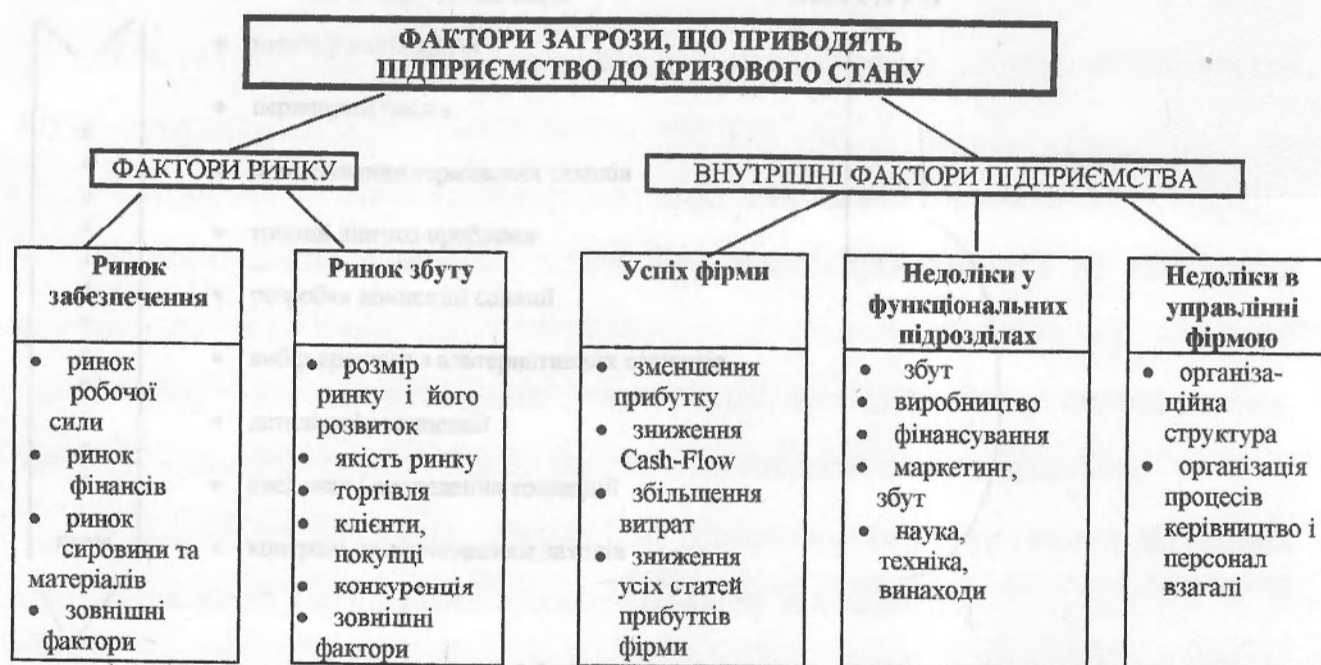 ФАКТОРИ ЗАГРОЗИ, ЩО ПРИВОДЯТЬ
ПІДПРИЄМСТВО ДО КРИЗОВОГО СТАНУ
ФАКТОРИ РИНКУ
ВНУТРІШНІ ФАКТОРИ ПІДПРИЄМСТВА
Ринок
забезпечення
• ринок
робочої
сили
• ринок
фінансів
• ринок
сировини та
матеріалів
• зовнішні
фактори
Ринок збуту
• розмір
ринку і його
розвиток
• якість ринку
• торгівля
• клієнти,
покупці
• конкуренція
• зовнішні
фактори
Успіх фірми
• зменшення
прибутку
• зниження
Cash-Flow
• збільшення
витрат
• зниження
усіх статей
прибутків
фірми
Недоліки у
функціональних
підрозділах
• збут
• виробництво
• фінансування
• маркетинг,
збут
• наука,
техніка,
винаходи
Недоліки в
управлінні
фірмою
• організа-
ційна
структура
• організація
процесів
керівництво і
персонал
взагалі